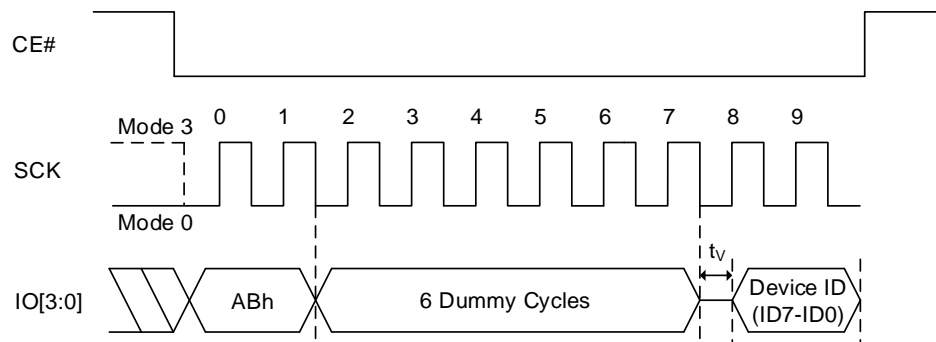 CE#
0 1 2 3 4 5 6 7 8 9
Mode 3
SCK
Mode 0
tV
IO[3:0]
ABh
6 Dummy Cycles
Device ID
(ID7-ID0)